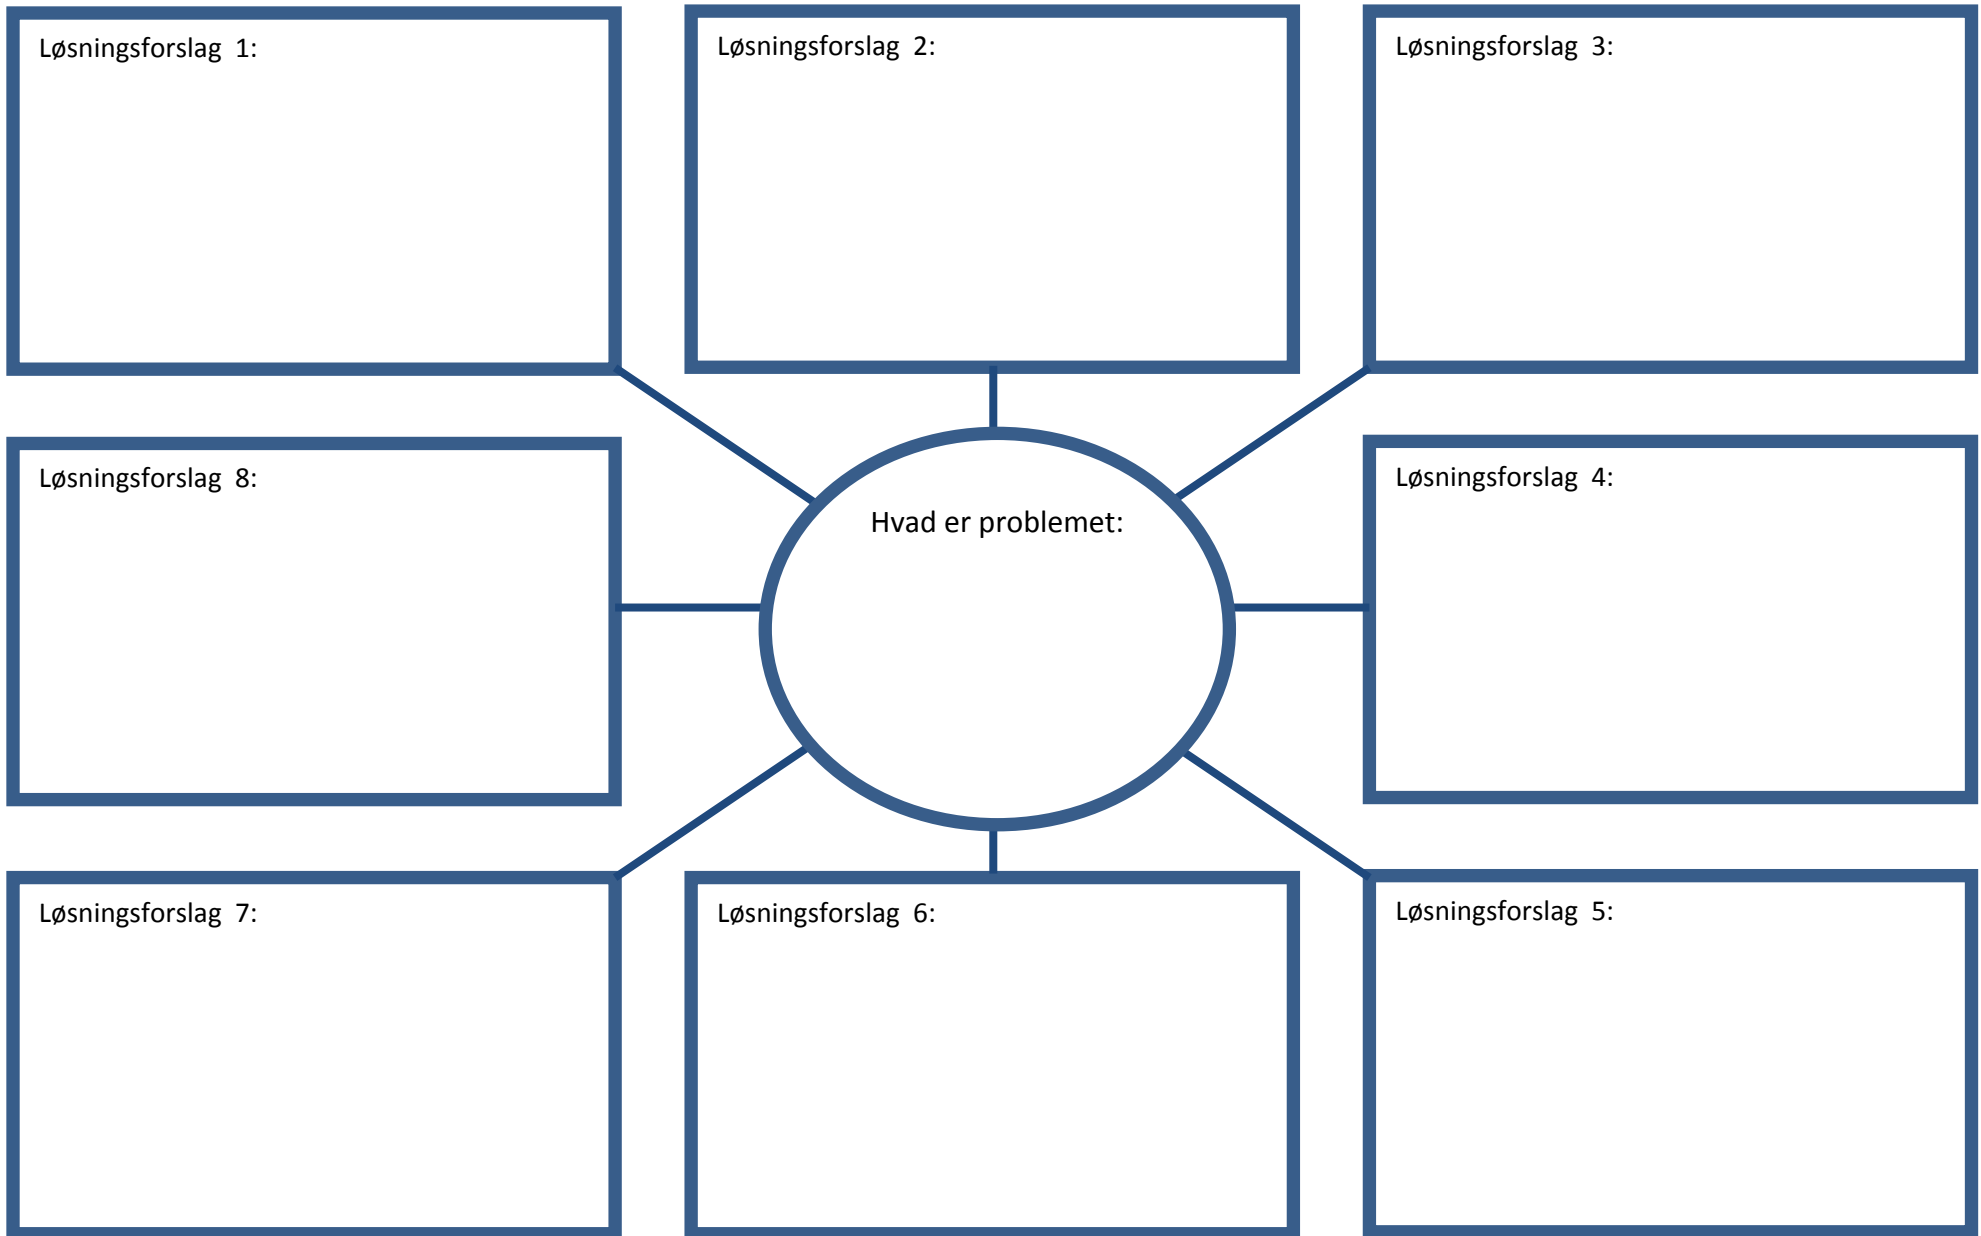 Løsningsforslag 1:
Løsningsforslag 2:
Løsningsforslag 3:
Løsningsforslag 8:
Hvad er problemet:
Løsningsforslag 4:
Løsningsforslag 7:
Løsningsforslag 6:
Løsningsforslag 5: